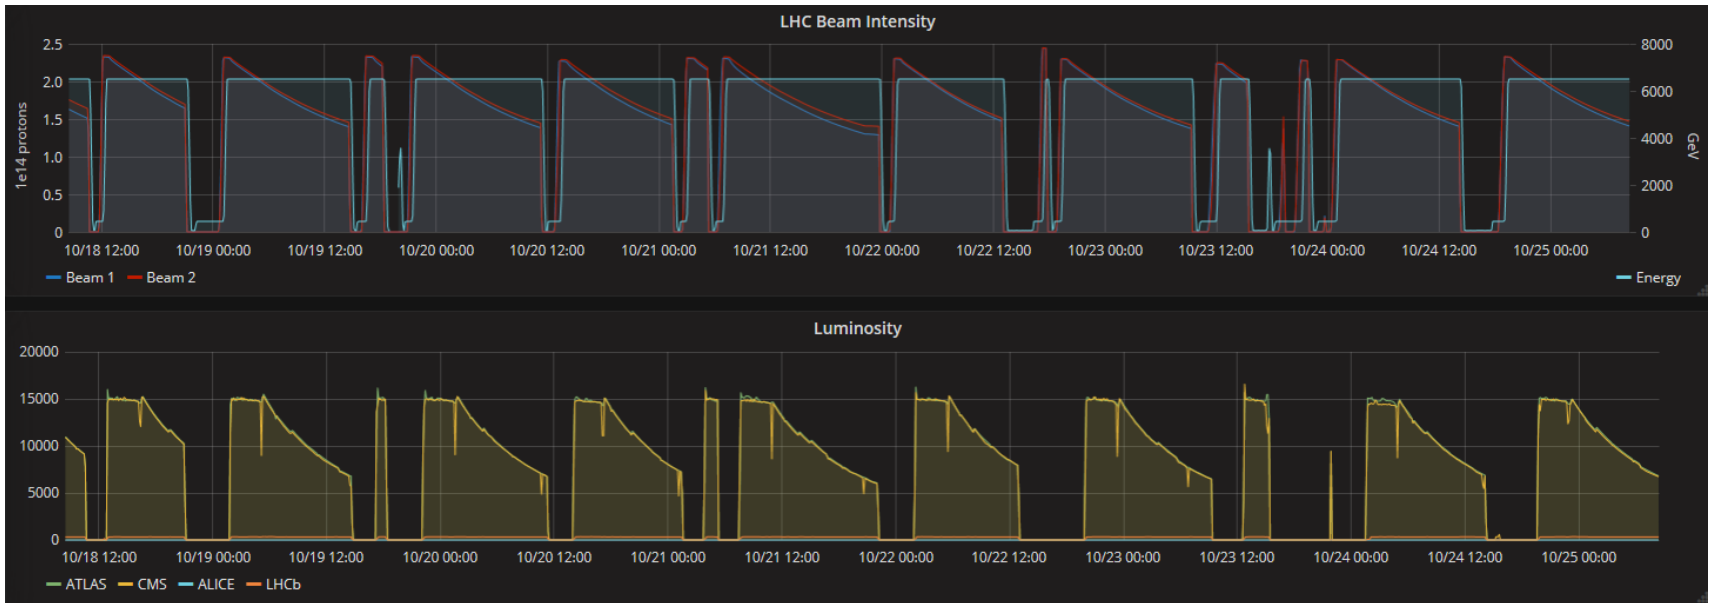 LHC Beam Intensity
2.5 8000
2.0 6000
1.5 4000
1.0
0.5 2000
0 0
1e14 protons
GeV
10/18 12:00 10/19 00:00 10/19 12:00 10/20 00:00 10/20 12:00 10/21 00:00 10/21 12:00 10/22 00:00 10/22 12:00 10/23 00:00 10/23 12:00 10/24 00:00 10/24 12:00 10/25 00:00
Beam 1 Beam 2 Energy
Luminosity
20000
15000
10000
5000
0
10/18 12:00 10/19 00:00 10/19 12:00 10/20 00:00 10/20 12:00 10/21 00:00 10/21 12:00 10/22 00:00 10/22 12:00 10/23 00:00 10/23 12:00 10/24 00:00 10/24 12:00 10/25 00:00
ATLAS CMS ALICE LHCb